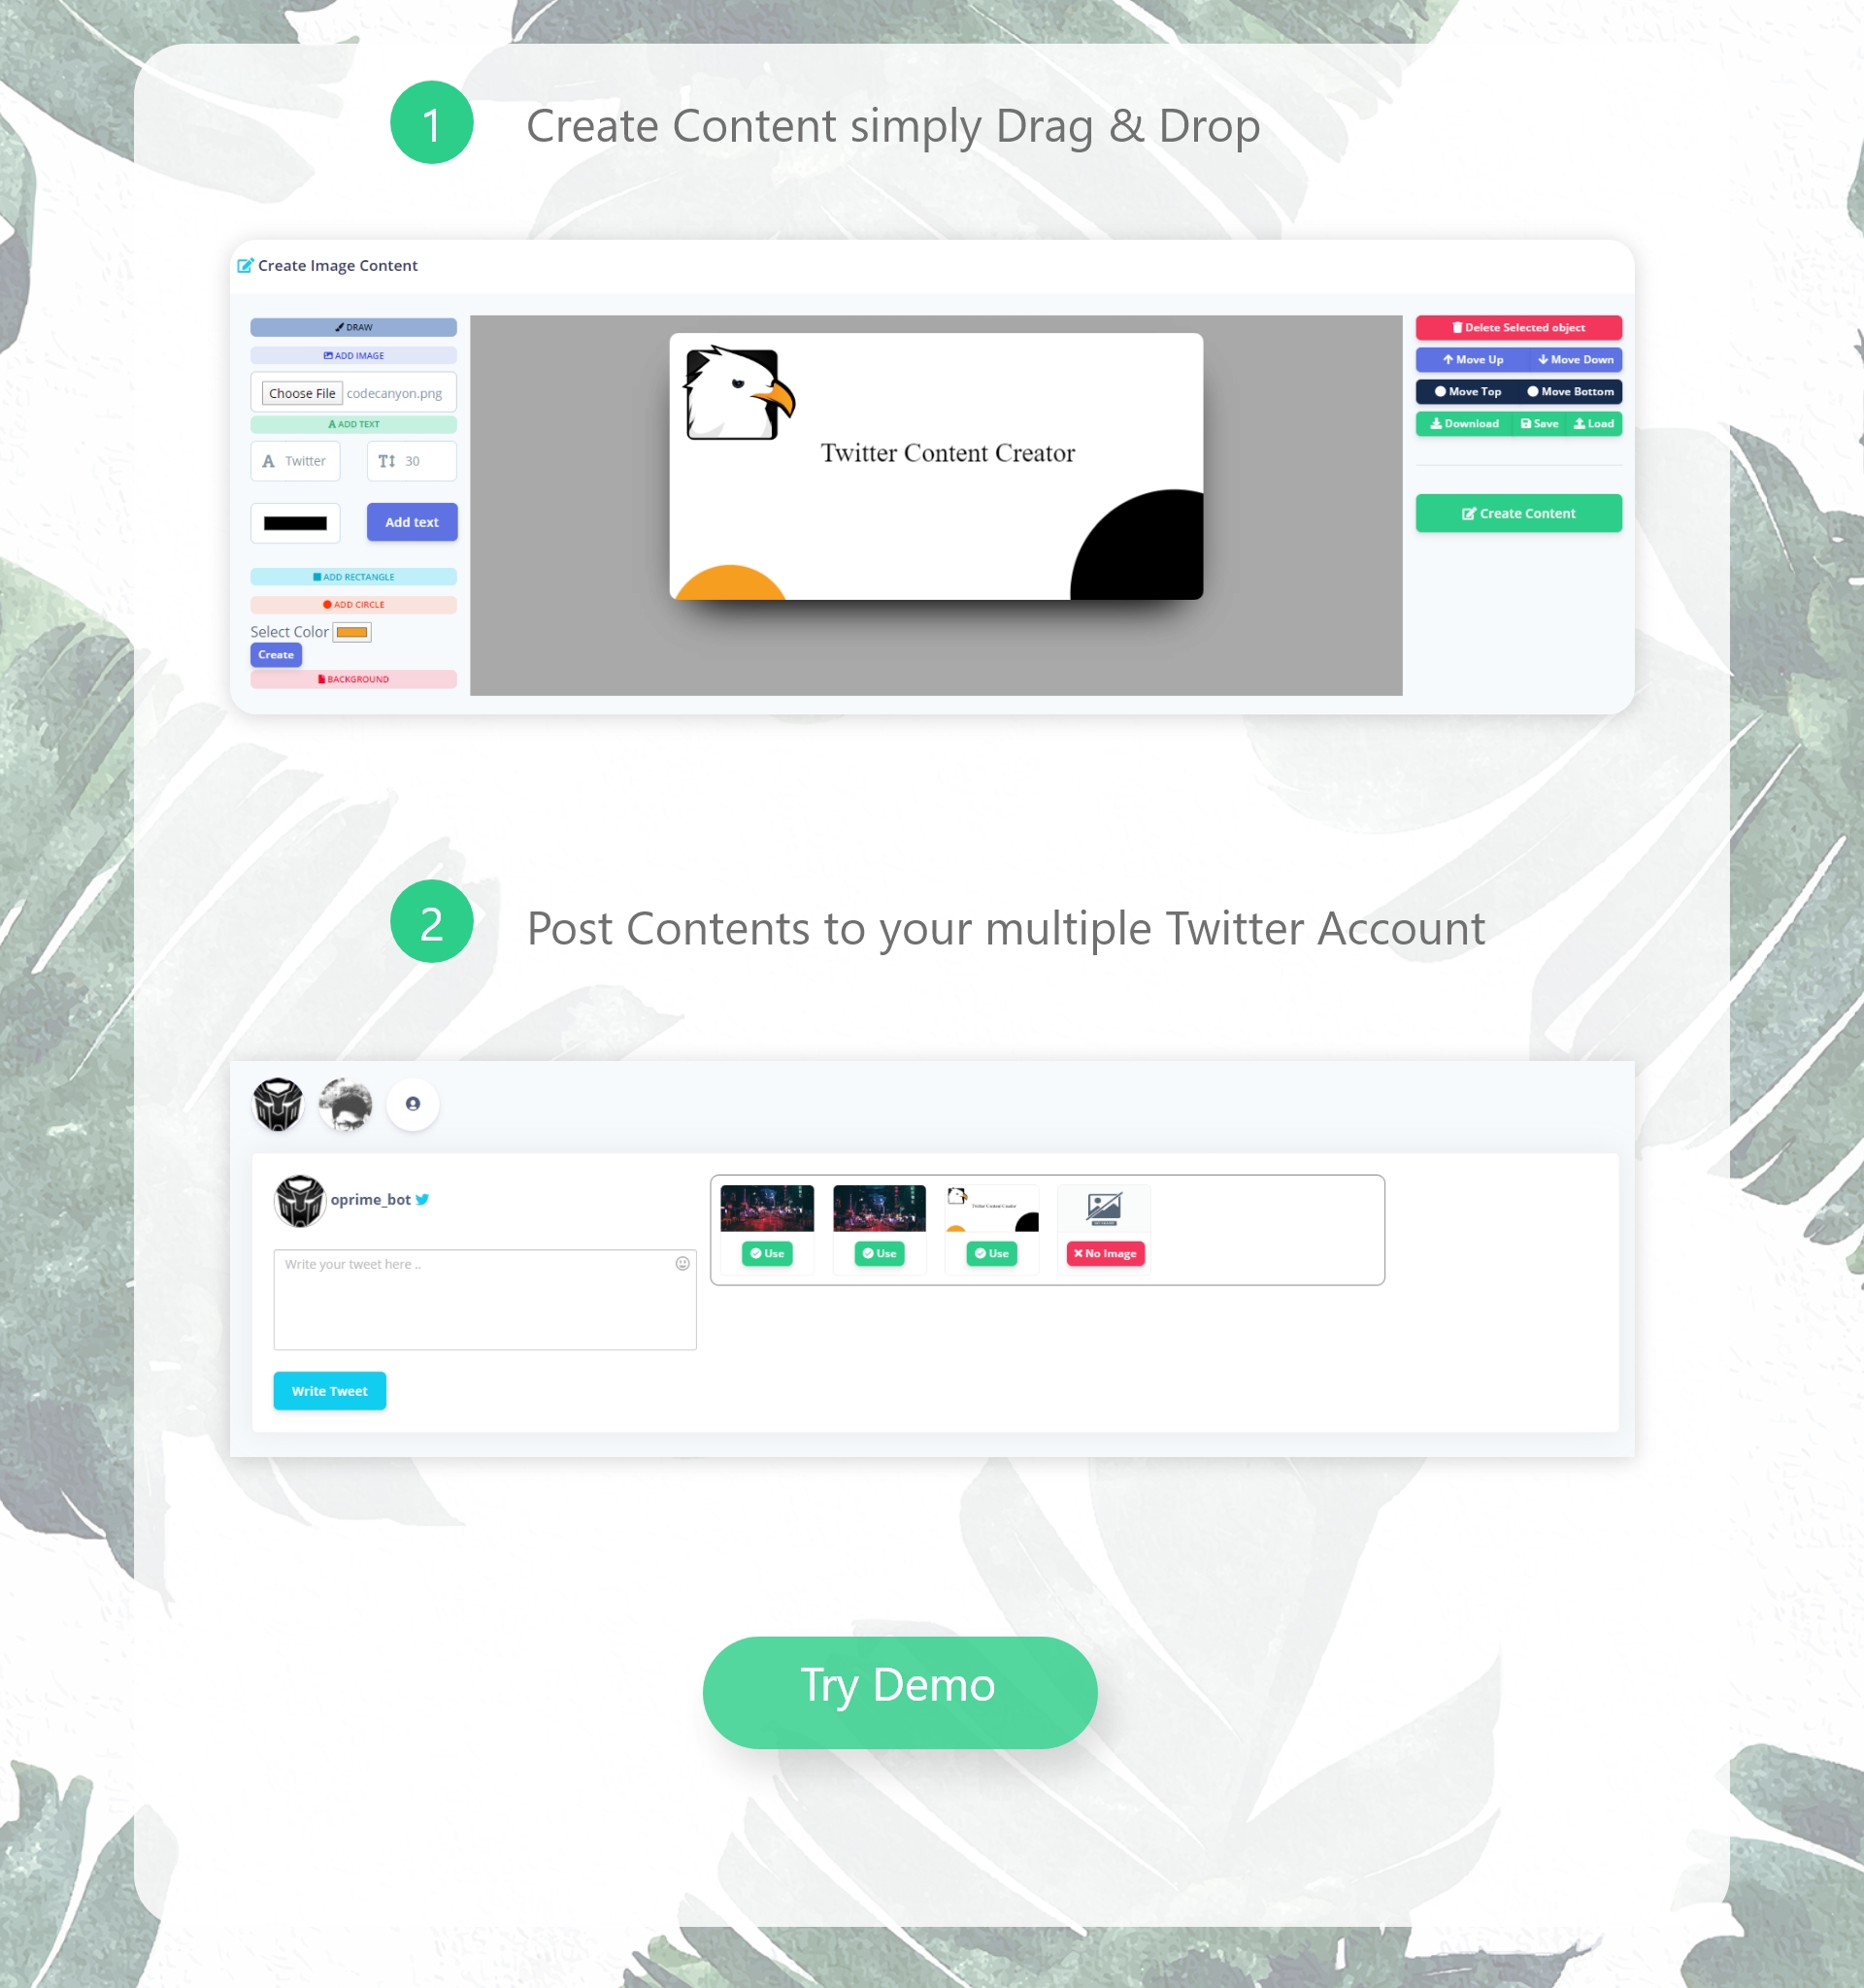 1 Create Content simply Drag & Drop
Create Image Content
DRAW
ADD IMAGE
Choose File codecanyon.png
ADD TEXT
A Twitter
30
Add text
ADD RECTANGLE
ADD CIRCLE
Select Color
Create
BACKGROUND
Twitter Content Creator
Delete Selected object
Move Up Move Down
Move Top Move Bottom
Download Save Load
Create Content
2 Post Contents to your multiple Twitter Account
oprime_bot
Write your tweet here ..
Write Tweet
Twitter Content Creator
Use Use Use No Image
Try Demo